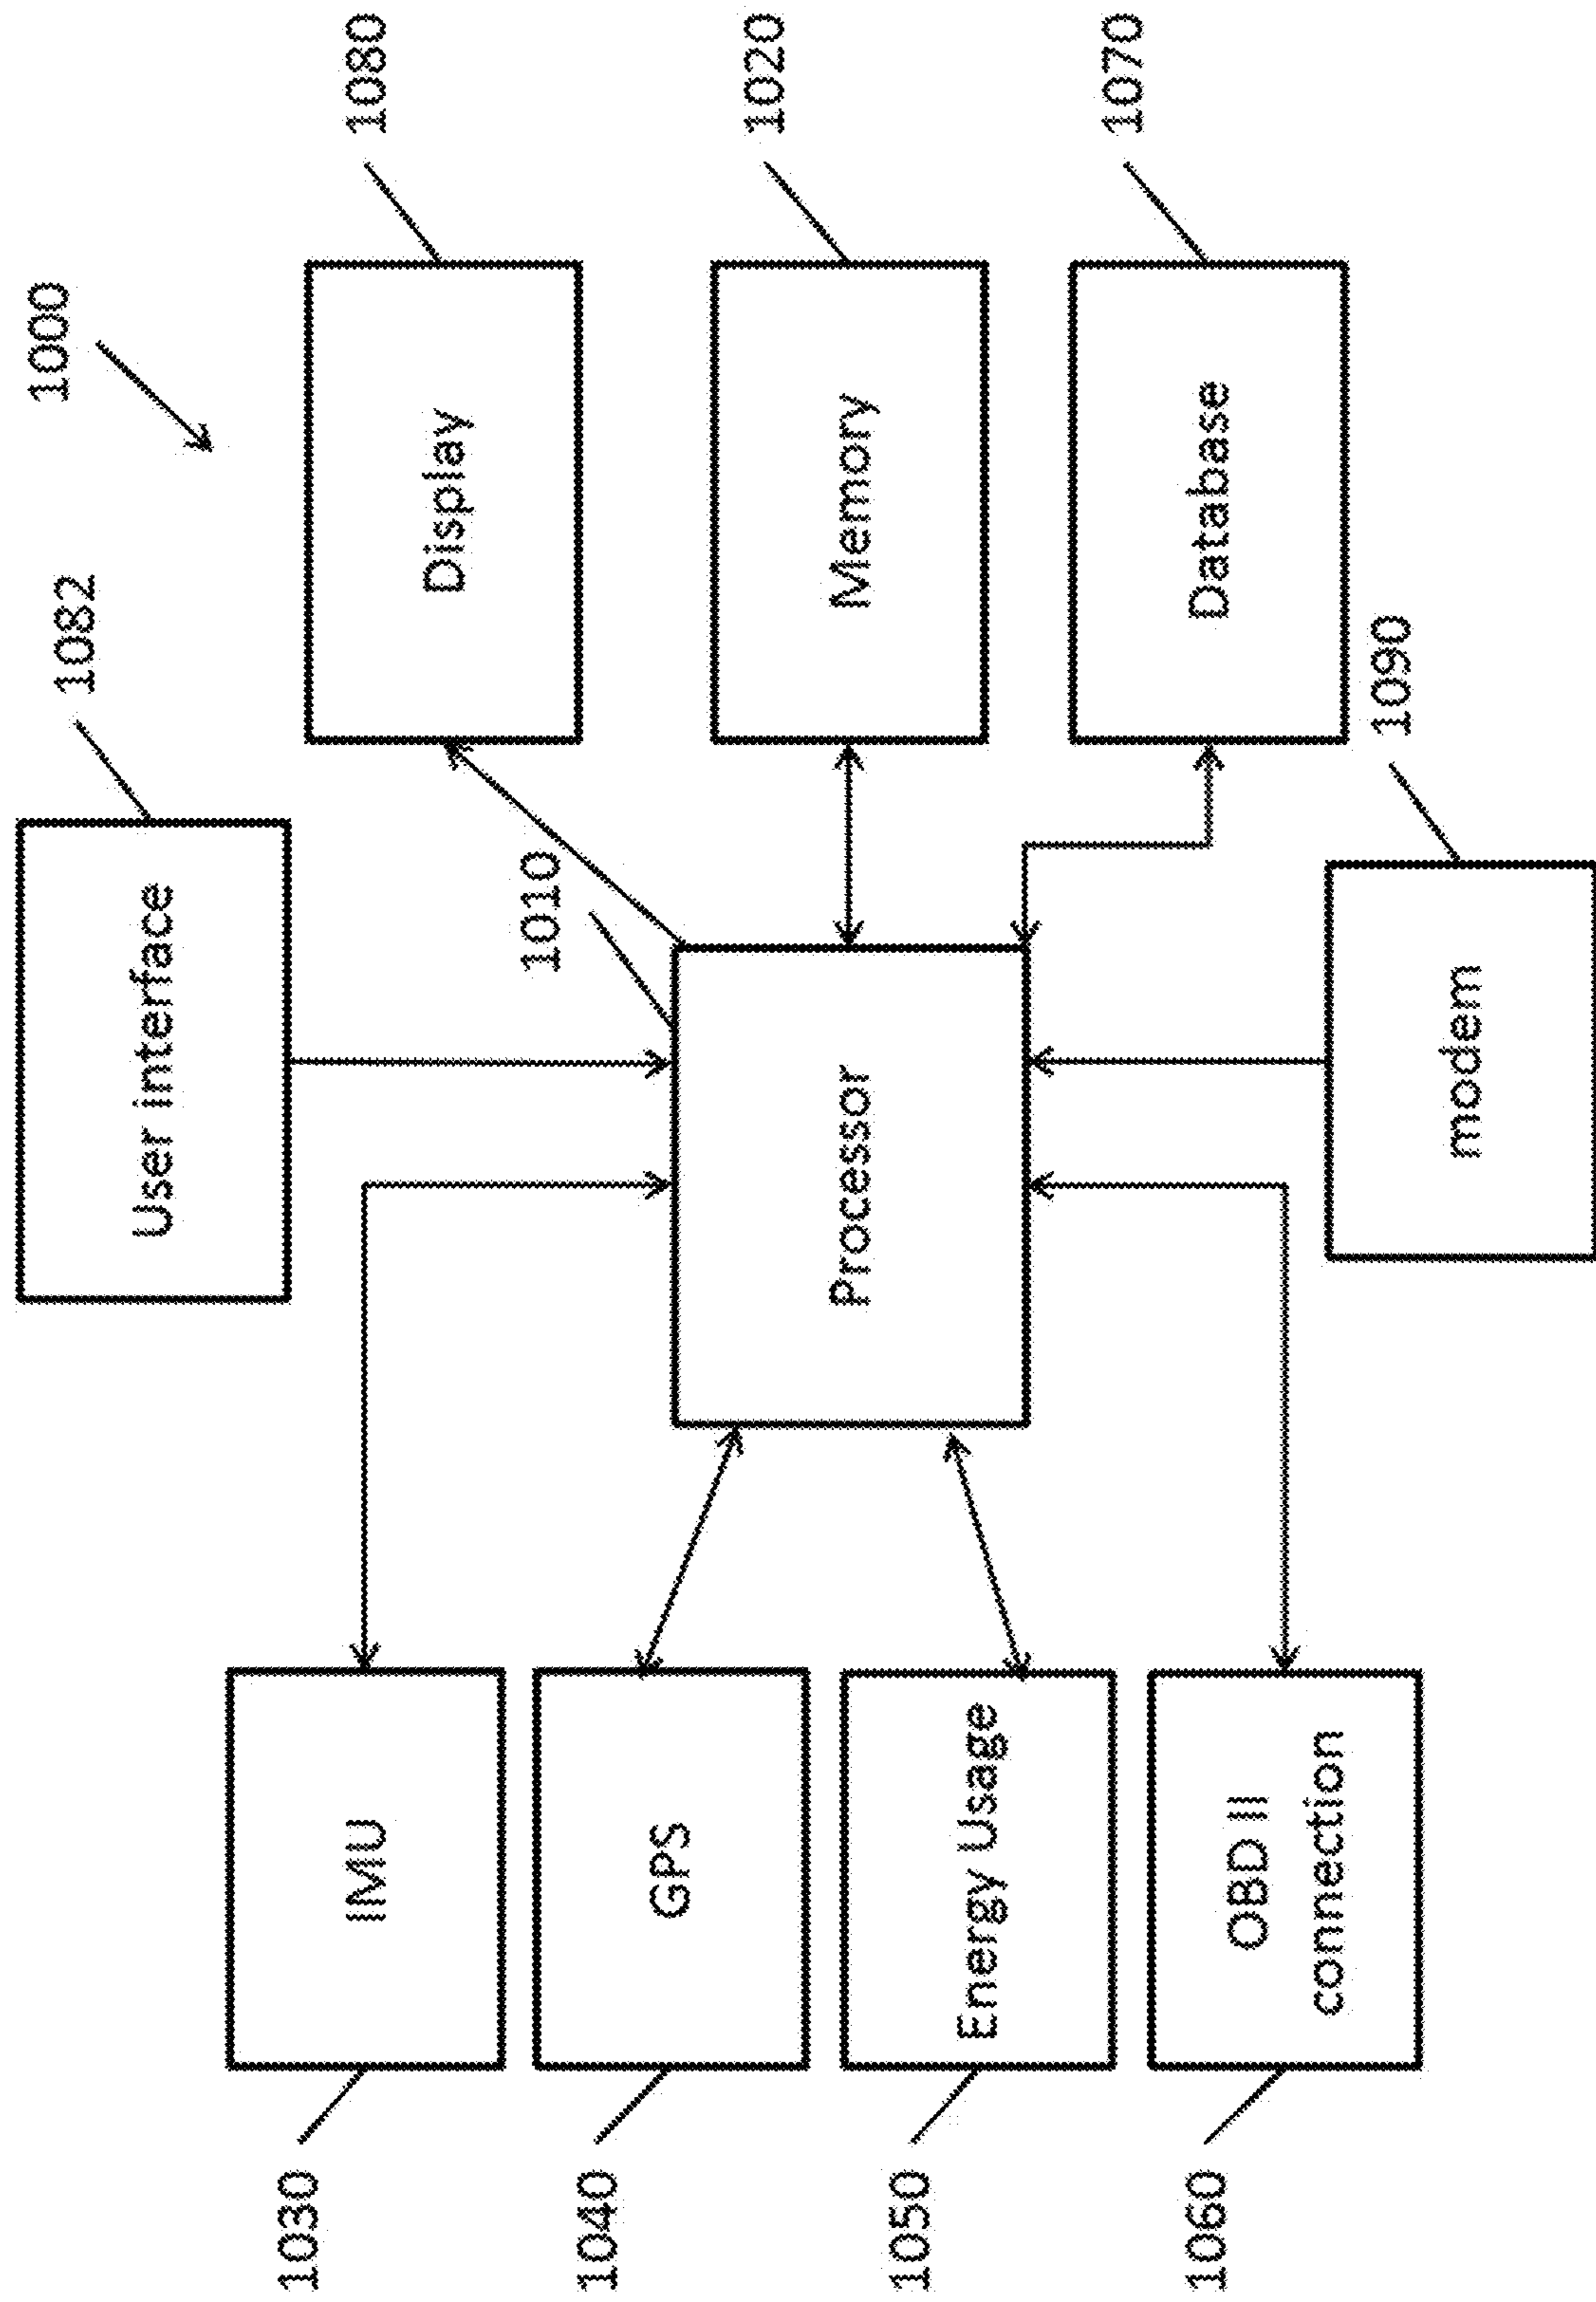 1000
1082
User interface
1080
Display
1030
IMU
1010
1040
GPS
Processor
1020
Memory
1050
Energy Usage
1070
Database
1060
OBD II
connection
1090
modem